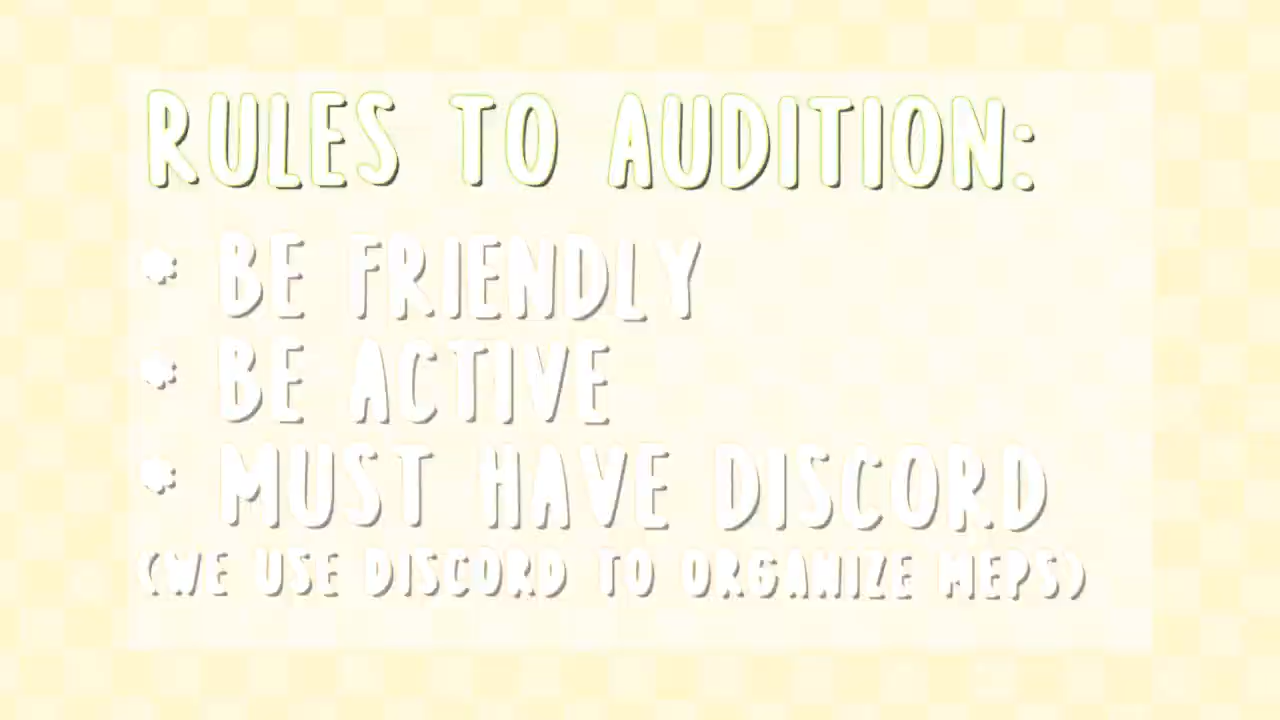 RULES TO AUDITION:
* BE FRIENDLY
* BE ACTIVE
* MUST HAVE DISCORD
(WE USE DISCORD TO ORGANIZE MEPS)